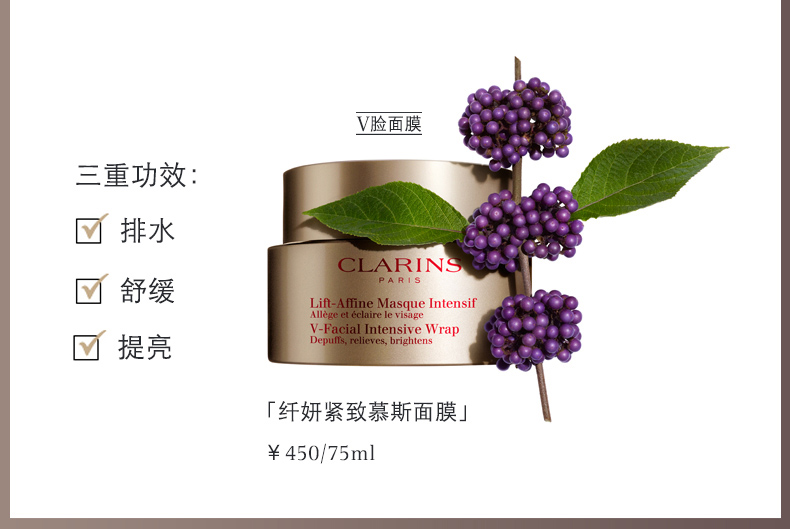 V脸面膜
三重功效:
排水
舒缓
提亮
CLARINS
PARIS
Lift-Affine Masque Intensif
Allège et éclaire le visage
V-Facial Intensive Wrap
Depuffs, relieves, brightens
「纤妍紧致慕斯面膜」
¥450/75ml